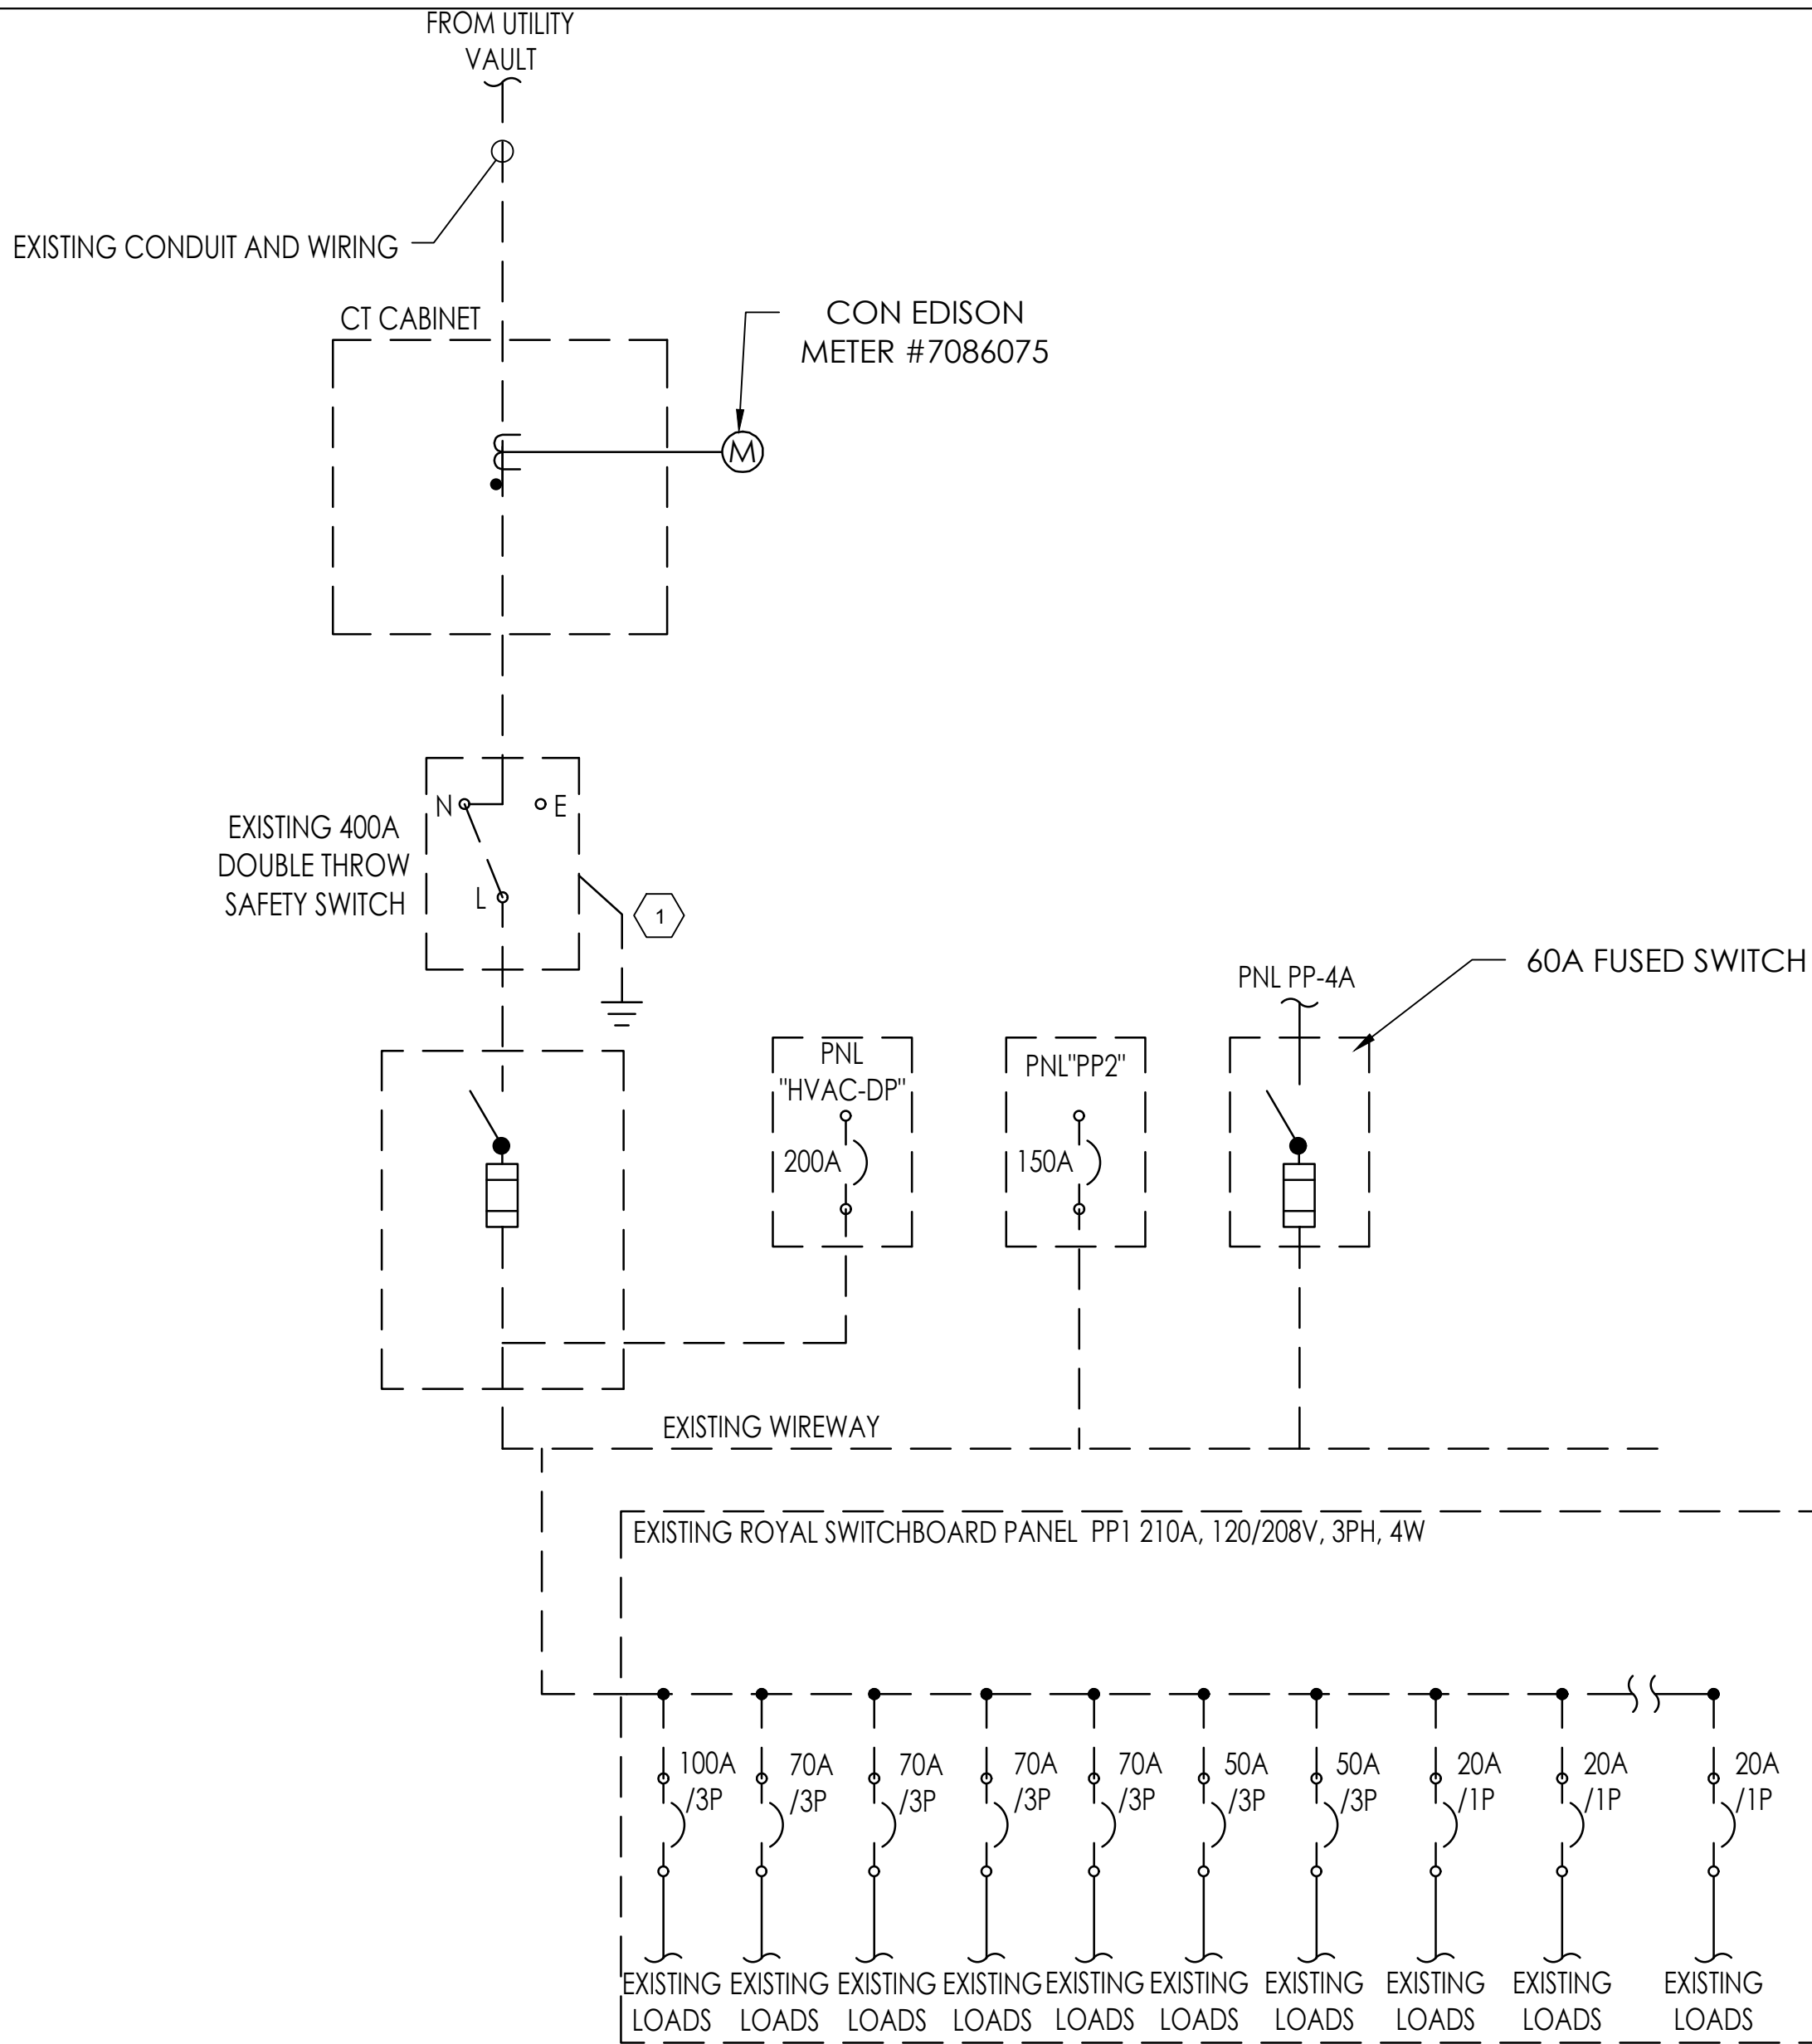 FROM UTILITY
VAULT
EXISTING CONDUIT AND WIRING
CT CABINET
CON EDISON
METER #7086075
M
N
E
L
EXISTING 400A
DOUBLE THROW
SAFETY SWITCH
1
60A FUSED SWITCH
PNL PP-4A
PNL
"HVAC-DP"
200A
PNL"PP2"
150A
EXISTING WIREWAY
EXISTING ROYAL SWITCHBOARD PANEL PP1 210A, 120/208V, 3PH, 4W
100A
/3P
70A
/3P
70A
/3P
70A
/3P
70A
/3P
50A
/3P
50A
/3P
20A
/1P
20A
/1P
20A
/1P
EXISTING
LOADS
EXISTING
LOADS
EXISTING
LOADS
EXISTING
LOADS
EXISTING
LOADS
EXISTING
LOADS
EXISTING
LOADS
EXISTING
LOADS
EXISTING
LOADS
EXISTING
LOADS